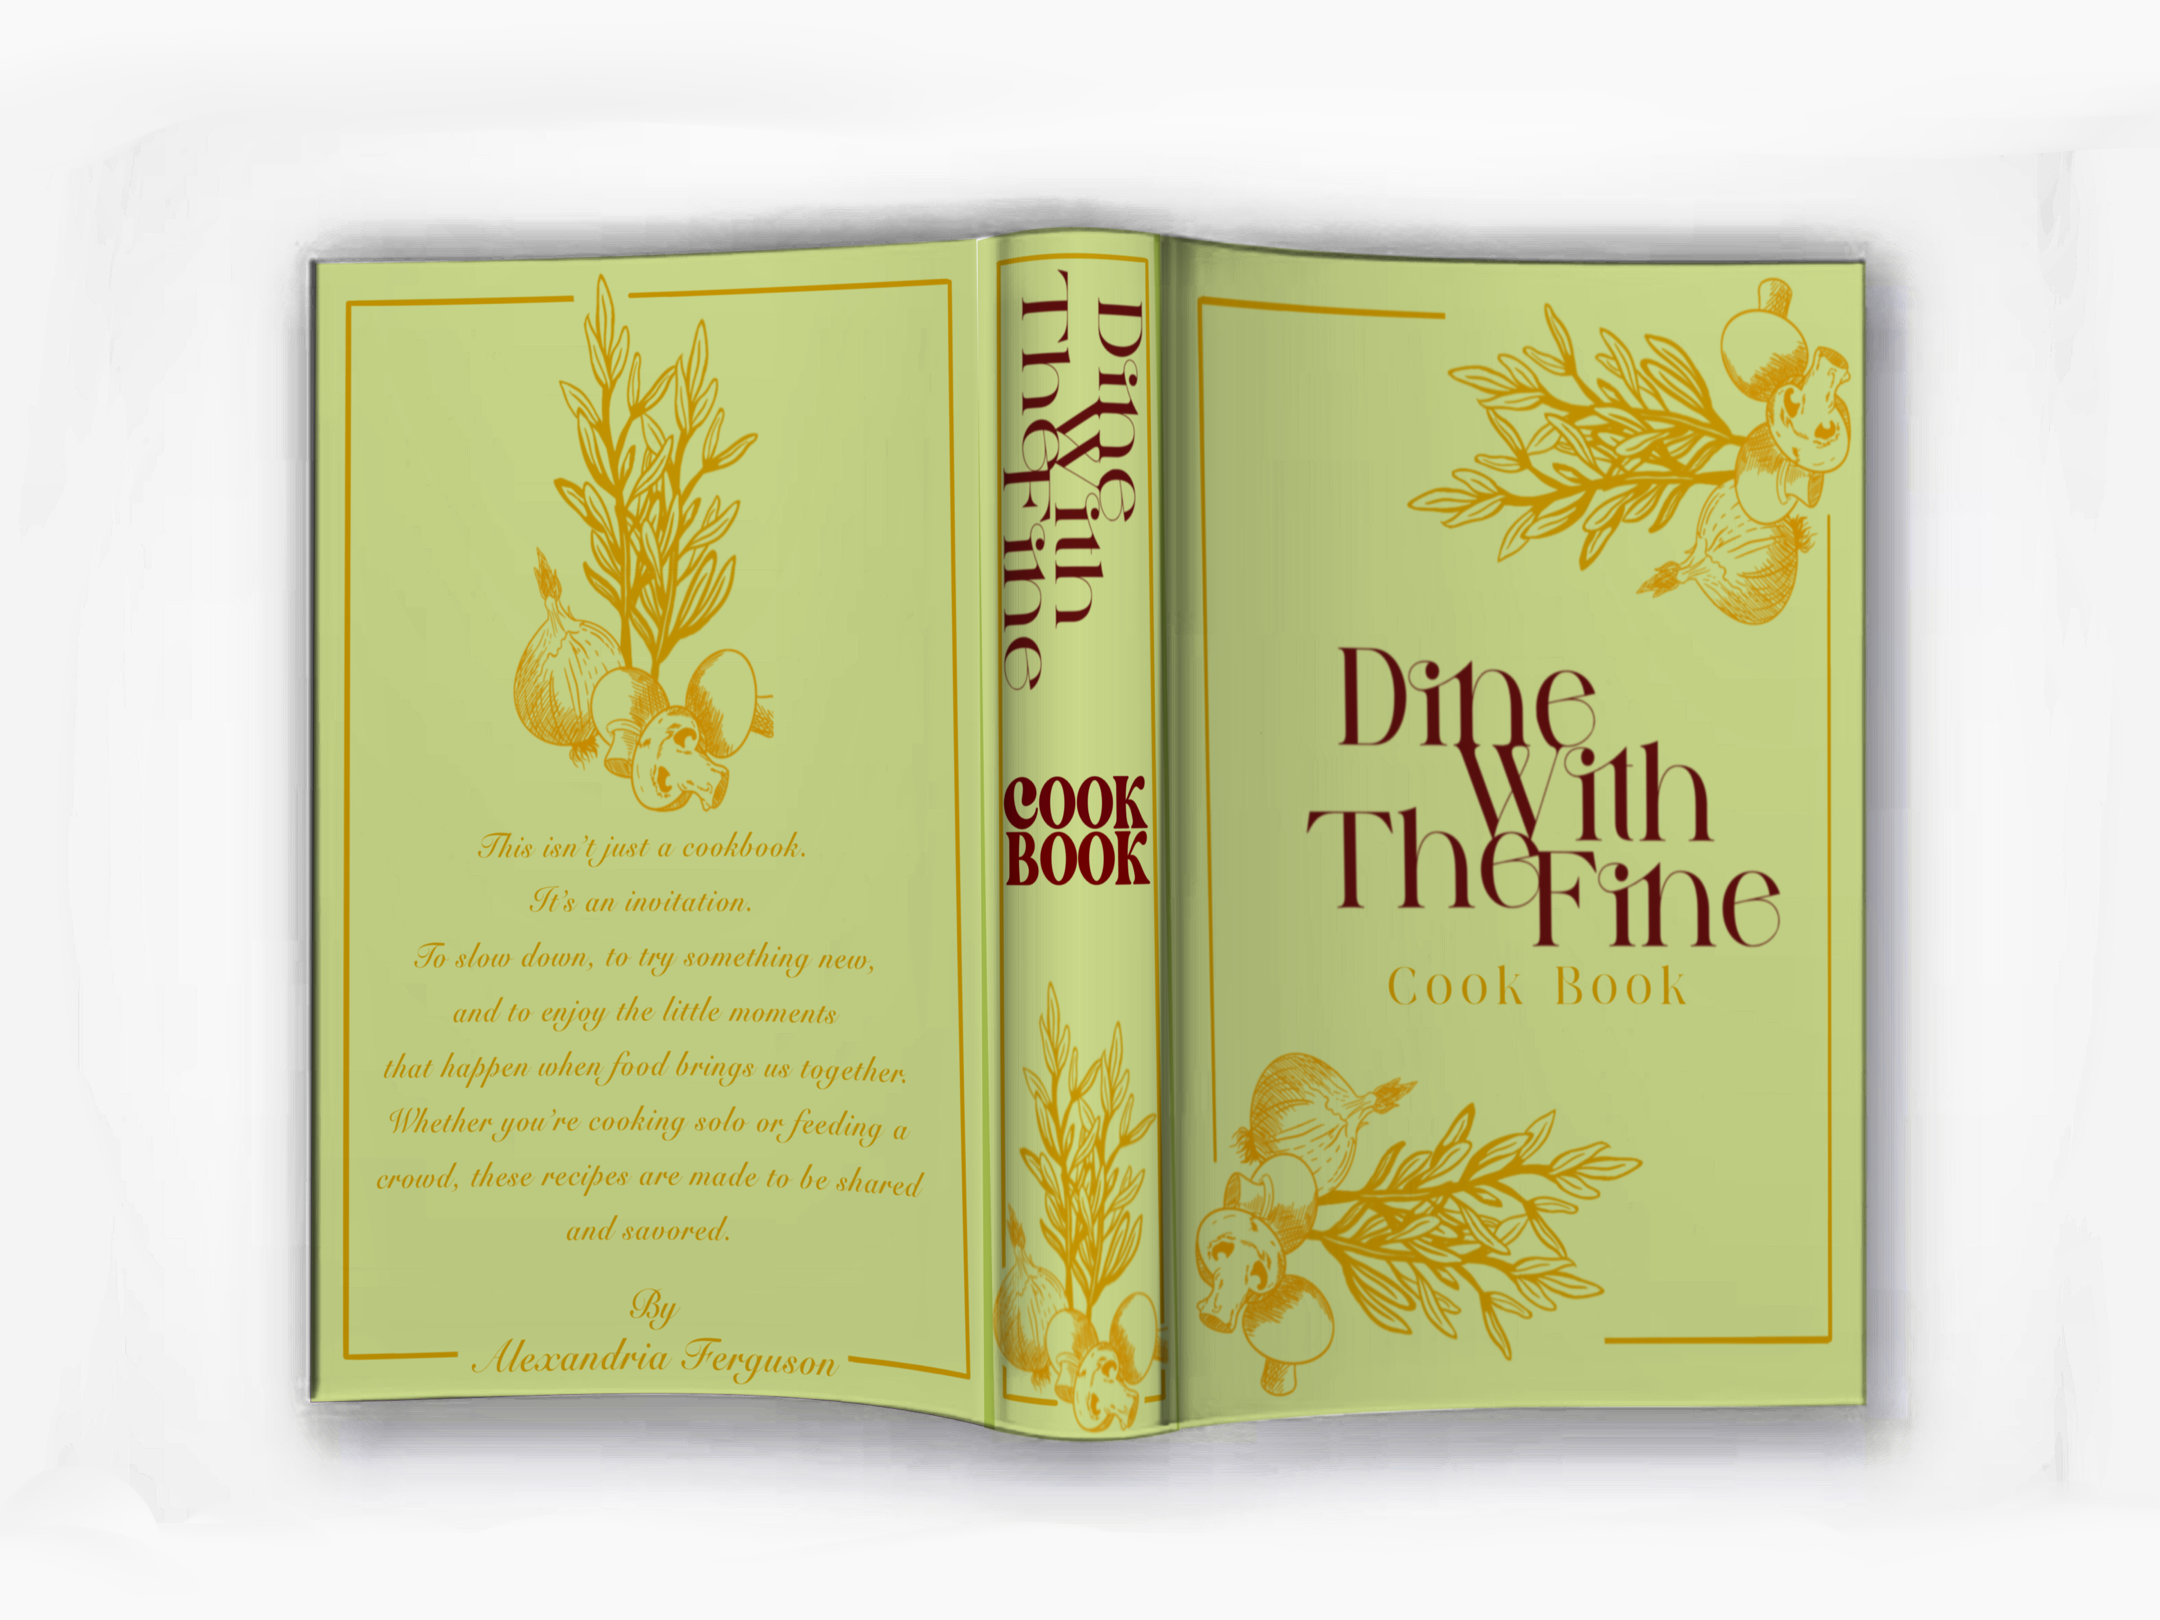 This isn't just a cookbook.
It's an invitation.
To slow down, to try something new,
and to enjoy the little moments
that happen when food brings us together.
Whether you're cooking solo or feeding a
crowd, these recipes are made to be shared
and savored.
By
Alexandria Ferguson
Dine
With
The Fine
COOK
BOOK
Dine
With
The Fine
Cook Book